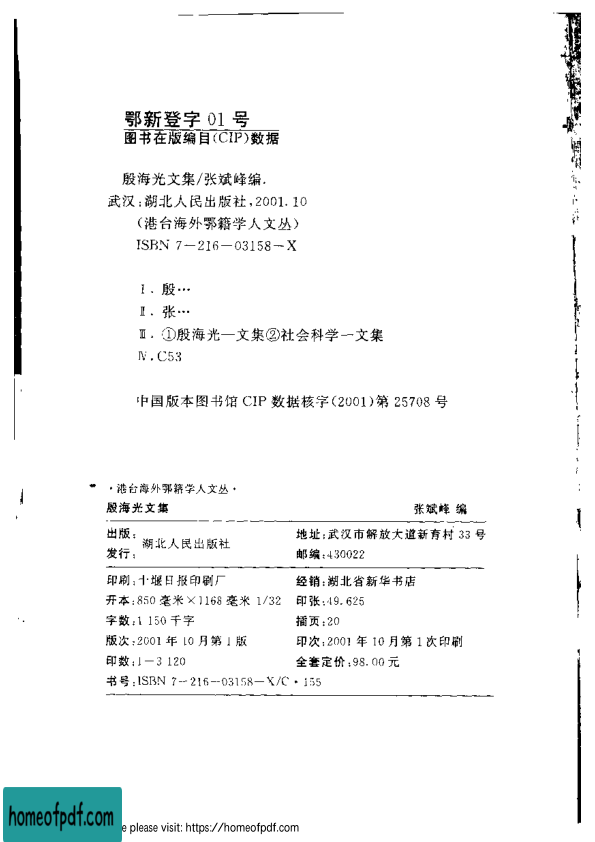 鄂新登字 01 号
图书在版编目(CIP)数据
殷海光文集/张斌峰编.
武汉:湖北人民出版社,2001.10
(港台海外鄂籍学人文丛)
ISBN 7-216-03158-X
Ⅰ. 殷…
Ⅱ. 张…
Ⅲ. ①殷海光—文集②社会科学—文集
Ⅳ. C53
中国版本图书馆 CIP 数据核字(2001)第 25708 号
·港台海外鄂籍学人文丛·
殷海光文集 张斌峰 编
出版: 地址:武汉市解放大道新育村 33 号
湖北人民出版社
发行: 邮编:430022
印刷:十堰日报印刷厂 经销:湖北省新华书店
开本:850 毫米×1168 毫米 1/32 印张:49.625
字数:1 150 千字 插页:20
版次:2001 年 10 月第 1 版 印次:2001 年 10 月第 1 次印刷
印数:1-3 120 全套定价:98.00 元
书号:ISBN 7-216-03158-X/C·155
homeofpdf.com
e please visit: https://homeofpdf.com